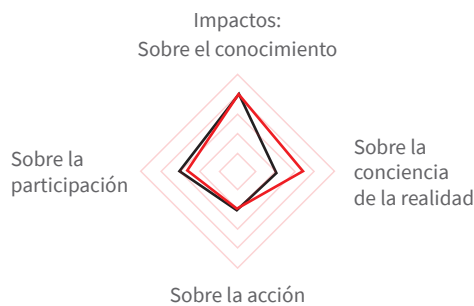 Impactos:
Sobre el conocimiento
Sobre la
participación
Sobre la
conciencia
de la realidad
Sobre la acción